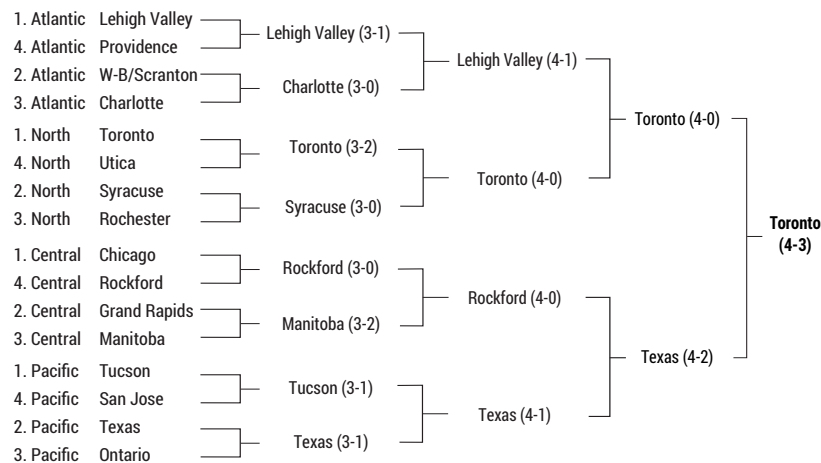 1. Atlantic Lehigh Valley
4. Atlantic Providence
2. Atlantic W-B/Scranton
3. Atlantic Charlotte
1. North Toronto
4. North Utica
2. North Syracuse
3. North Rochester
1. Central Chicago
4. Central Rockford
2. Central Grand Rapids
3. Central Manitoba
1. Pacific Tucson
4. Pacific San Jose
2. Pacific Texas
3. Pacific Ontario
Lehigh Valley (3-1)
Charlotte (3-0)
Toronto (3-2)
Syracuse (3-0)
Rockford (3-0)
Manitoba (3-2)
Tucson (3-1)
Texas (3-1)
Lehigh Valley (4-1)
Toronto (4-0)
Rockford (4-0)
Texas (4-1)
Toronto (4-0)
Texas (4-2)
Toronto
(4-3)